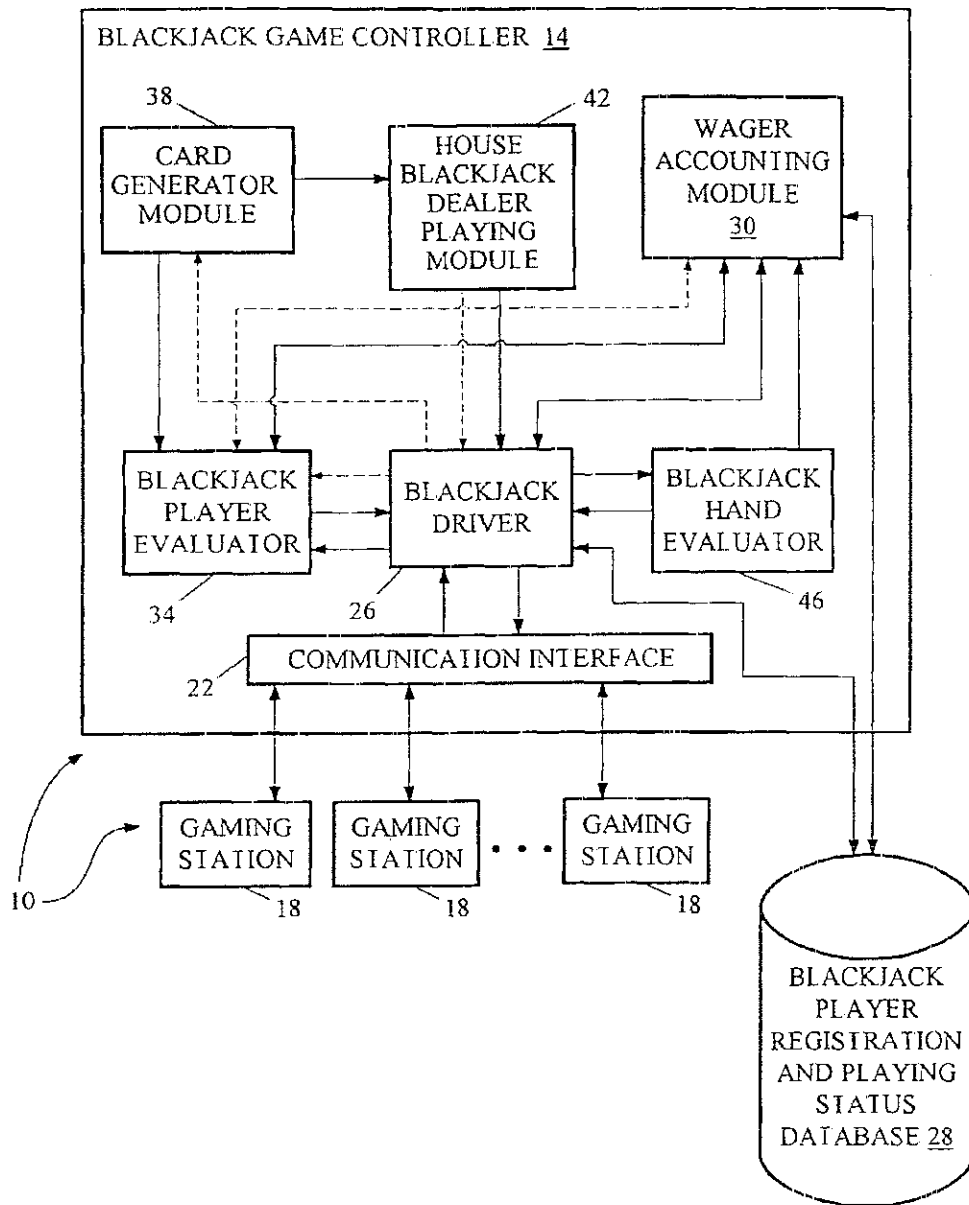 BLACKJACK GAME CONTROLLER 14
38
42
CARD
GENERATOR
MODULE
HOUSE
BLACKJACK
DEALER
PLAYING
MODULE
WAGER
ACCOUNTING
MODULE
30
BLACKJACK
PLAYER
EVALUATOR
BLACKJACK
DRIVER
BLACKJACK
HAND
EVALUATOR
34
26
46
COMMUNICATION INTERFACE
22
GAMING
STATION
GAMING
STATION
GAMING
STATION
10
18
18
18
BLACKJACK
PLAYER
REGISTRATION
AND PLAYING
STATUS
DATABASE 28